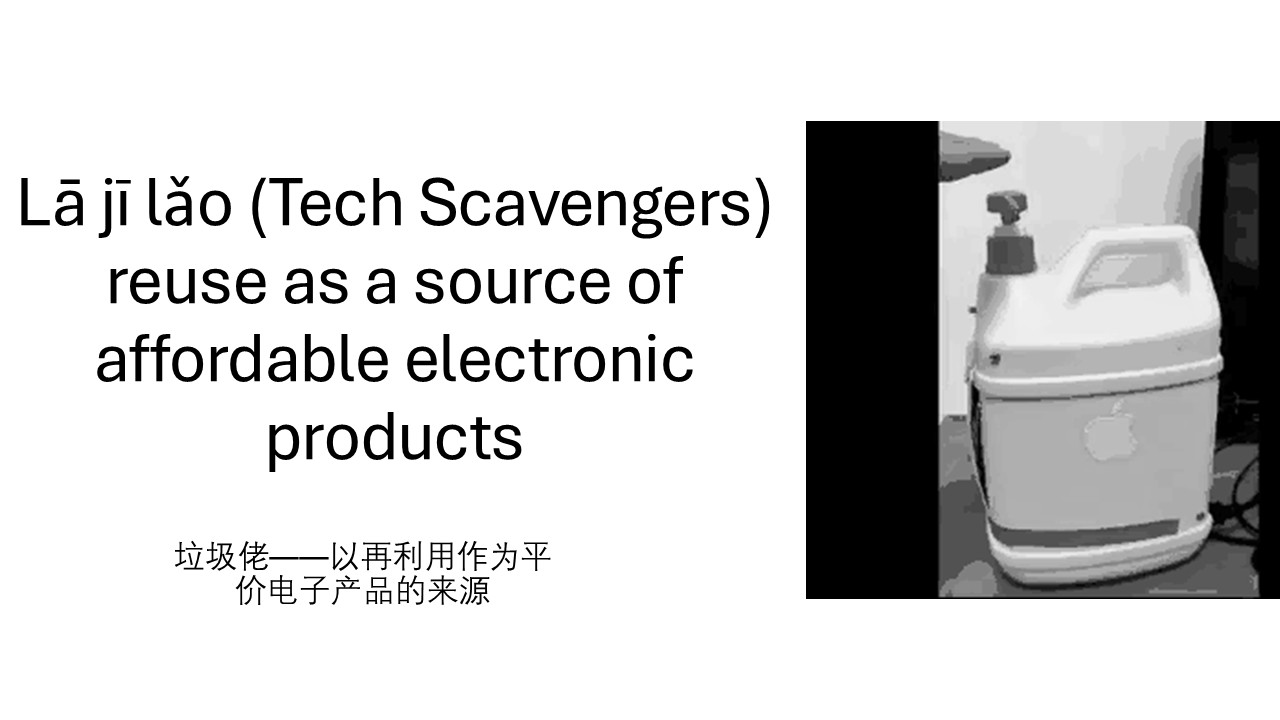 Lā jī lǎo (Tech Scavengers)
reuse as a source of
affordable electronic
products
垃圾佬——以再利用作为平
价电子产品的来源